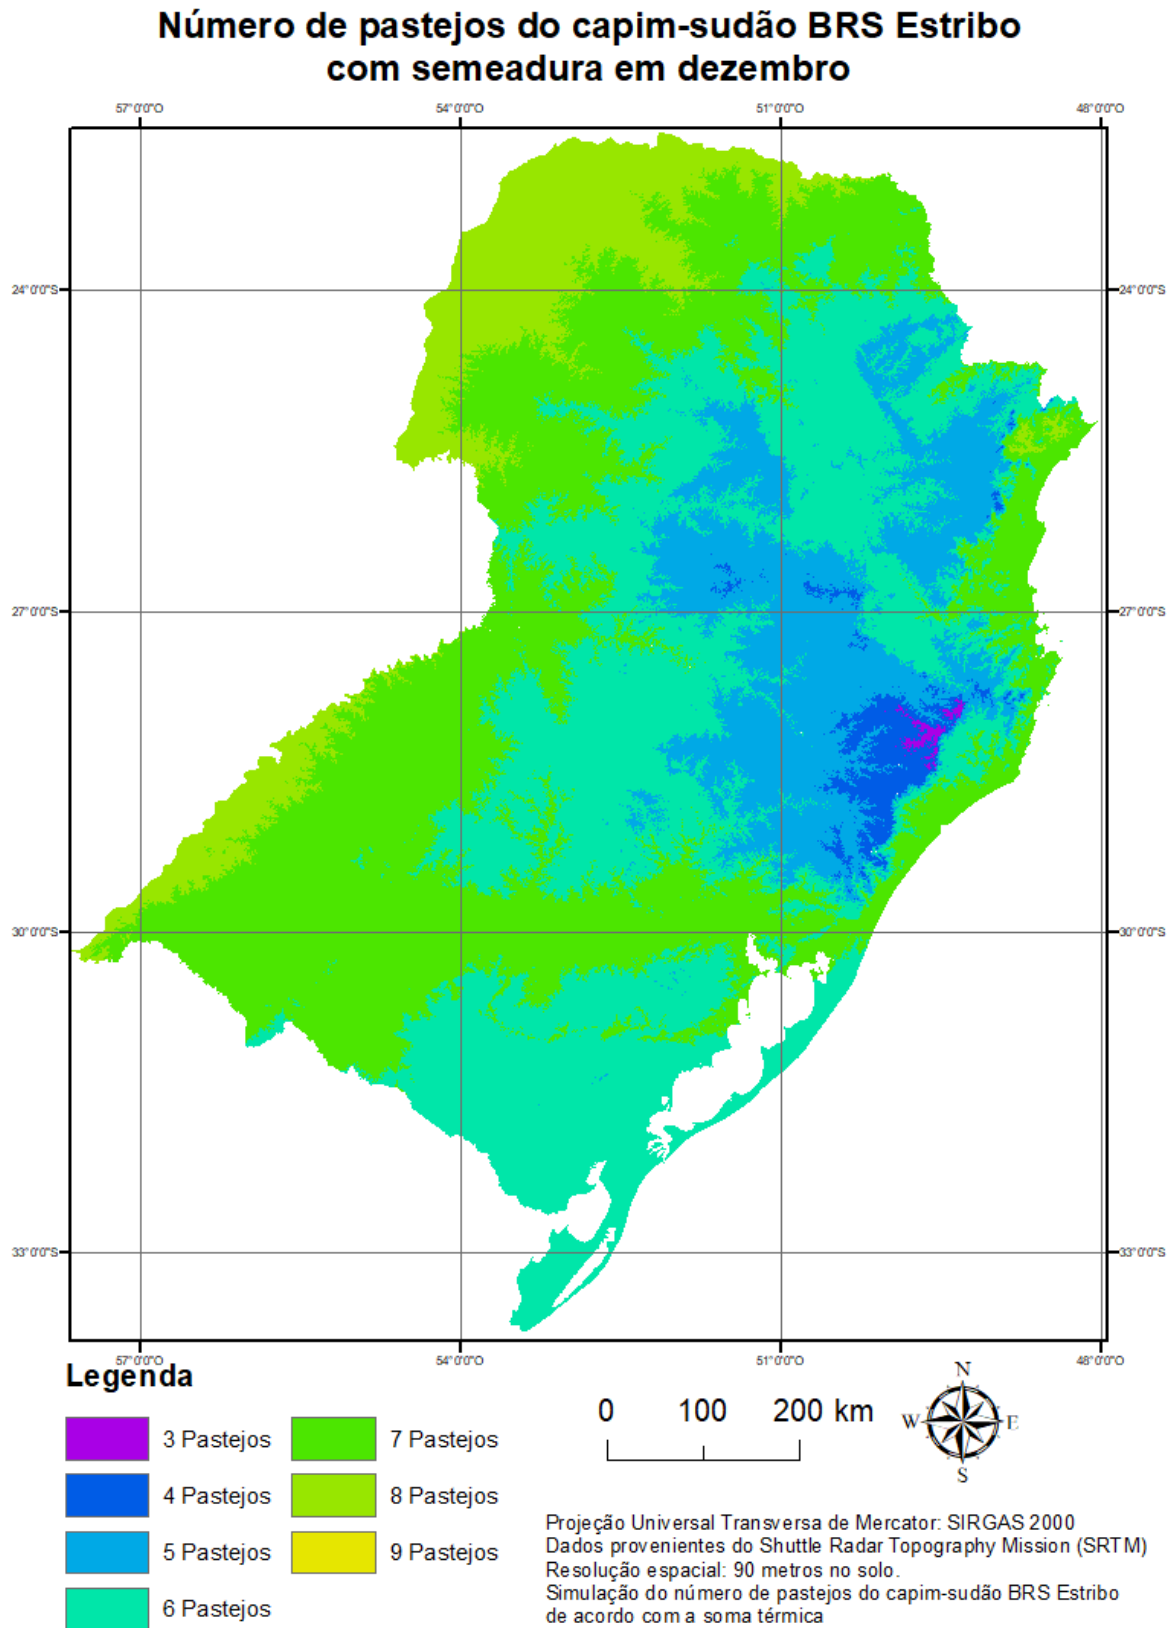 Número de pastejos do capim-sudão BRS Estribo
com semeadura em dezembro
57°0'0"O 54°0'0"O 51°0'0"O 48°0'0"O
24°0'0"S 24°0'0"S
27°0'0"S 27°0'0"S
30°0'0"S 30°0'0"S
33°0'0"S 33°0'0"S
57°0'0"O 54°0'0"O 51°0'0"O 48°0'0"O
Legenda
3 Pastejos 7 Pastejos
4 Pastejos 8 Pastejos
5 Pastejos 9 Pastejos
6 Pastejos
0 100 200 km
N
W E
S
Projeção Universal Transversa de Mercator: SIRGAS 2000
Dados provenientes do Shuttle Radar Topography Mission (SRTM)
Resolução espacial: 90 metros no solo.
Simulação do número de pastejos do capim-sudão BRS Estribo
de acordo com a soma térmica